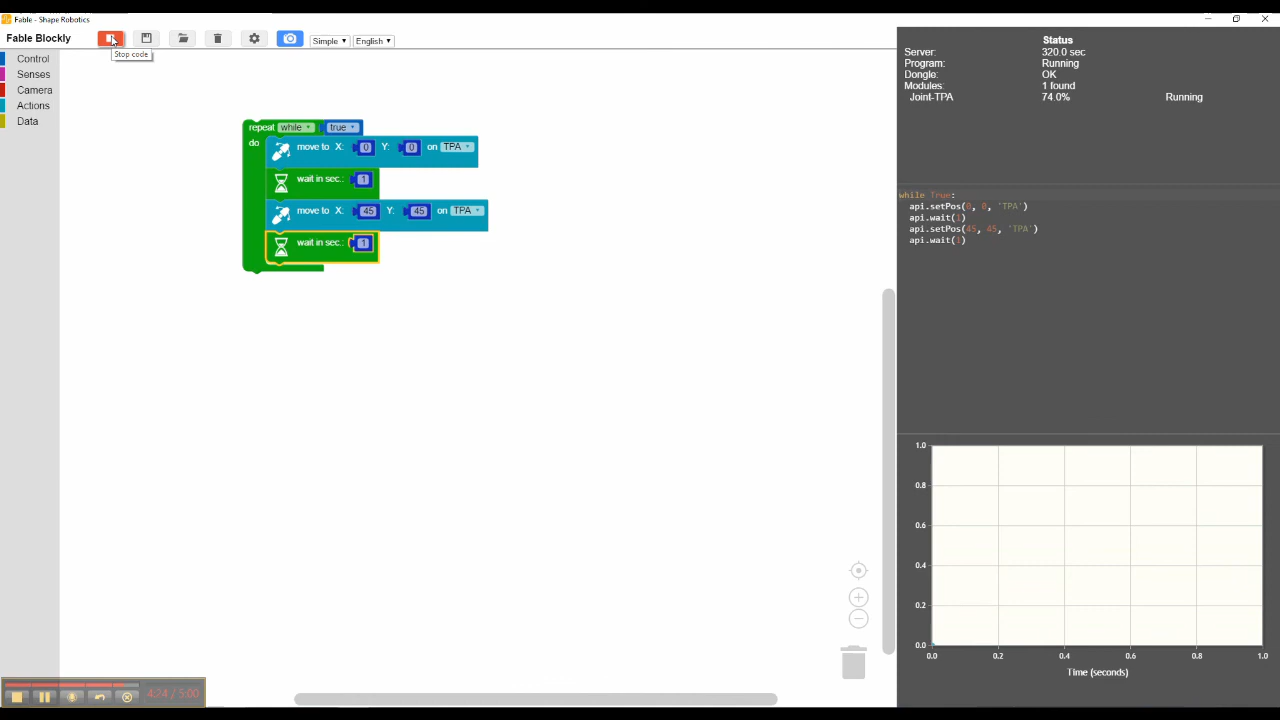 Fable - Shape Robotics
Fable Blockly
Simple ▾ English ▾
Stop code
Control
Senses
Camera
Actions
Data
repeat while ▾ true ▾
do
move to X: 0 Y: 0 on TPA ▾
wait in sec.: 1
move to X: 45 Y: 45 on TPA ▾
wait in sec.: 1
4:24 / 5:00
Status
Server: 320.0 sec
Program: Running
Dongle: OK
Modules: 1 found
Joint-TPA 74.0% Running
while True:
api.setPos(0, 0, 'TPA')
api.wait(1)
api.setPos(45, 45, 'TPA')
api.wait(1)
1.0
0.8
0.6
0.4
0.2
0.0
0.0 0.2 0.4 0.6 0.8 1.0
Time (seconds)